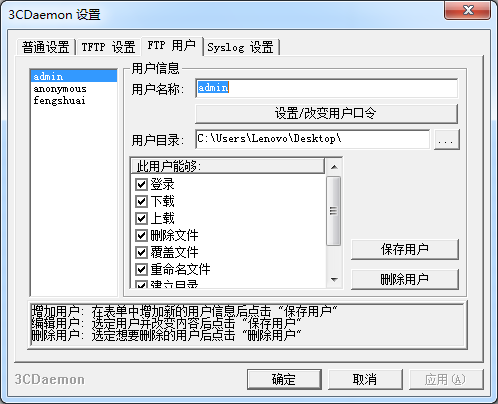 3CDaemon 设置
普通设置 TFTP 设置 FTP 用户 Syslog 设置
admin
anonymous
fengshuai
用户信息
用户名称: admin
设置/改变用户口令
用户目录: C:\Users\Lenovo\Desktop\ ...
此用户能够:
登录
下载
上载
删除文件
覆盖文件
重命名文件
建立目录
保存用户
删除用户
增加用户: 在表单中增加新的用户信息后点击 "保存用户"
编辑用户: 选定用户并改变内容后点击 "保存用户"
删除用户: 选定想要删除的用户后点击 "删除用户"
3CDaemon 确定 取消 应用(A)